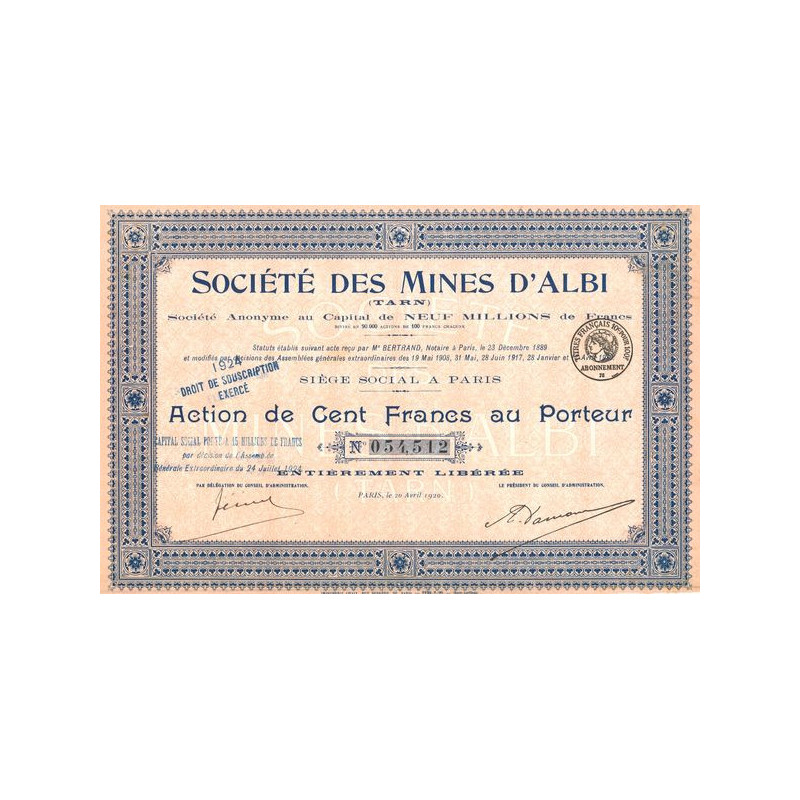 SOCIÉTÉ DES MINES D'ALBI
(TARN)
Société Anonyme au Capital de NEUF MILLIONS de Francs
DIVISÉ EN 90.000 ACTIONS DE 100 FRANCS CHACUNE
Statuts établis suivant acte reçu par Me BERTRAND, Notaire à Paris, le 23 Décembre 1889
et modifiés par décisions des Assemblées générales extraordinaires des 19 Mai 1908, 31 Mai, 28 Juin 1917, 28 Janvier et
TITRES FRANÇAIS
ABONNEMENT
1924
DROIT DE SOUSCRIPTION
EXERCÉ
SIÈGE SOCIAL A PARIS
Action de Cent Francs au Porteur
No 054,512
CAPITAL SOCIAL PORTÉ A 15 MILLIONS DE FRANCS
par décision de l'Assemblée
Générale Extraordinaire du 24 Juillet 1924
ENTIÈREMENT LIBÉRÉE
PAR DÉLÉGATION DU CONSEIL D'ADMINISTRATION.
LE PRÉSIDENT DU CONSEIL D'ADMINISTRATION.
PARIS, le 20 Avril 1920.
SOCIÉTÉ
MINES D'ALBI
(TARN)